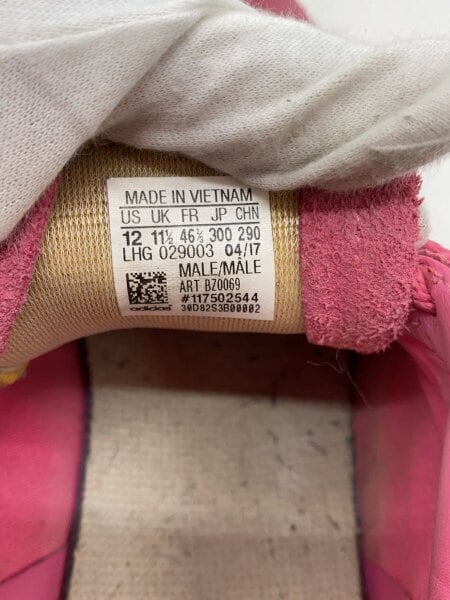 MADE IN VIETNAM
US UK FR JP CHN
12 11½ 46⅔ 300 290
LHG 029003 04/17
MALE/MÂLE
ART BZ0069
#117502544
adidas 30D82S3B00002